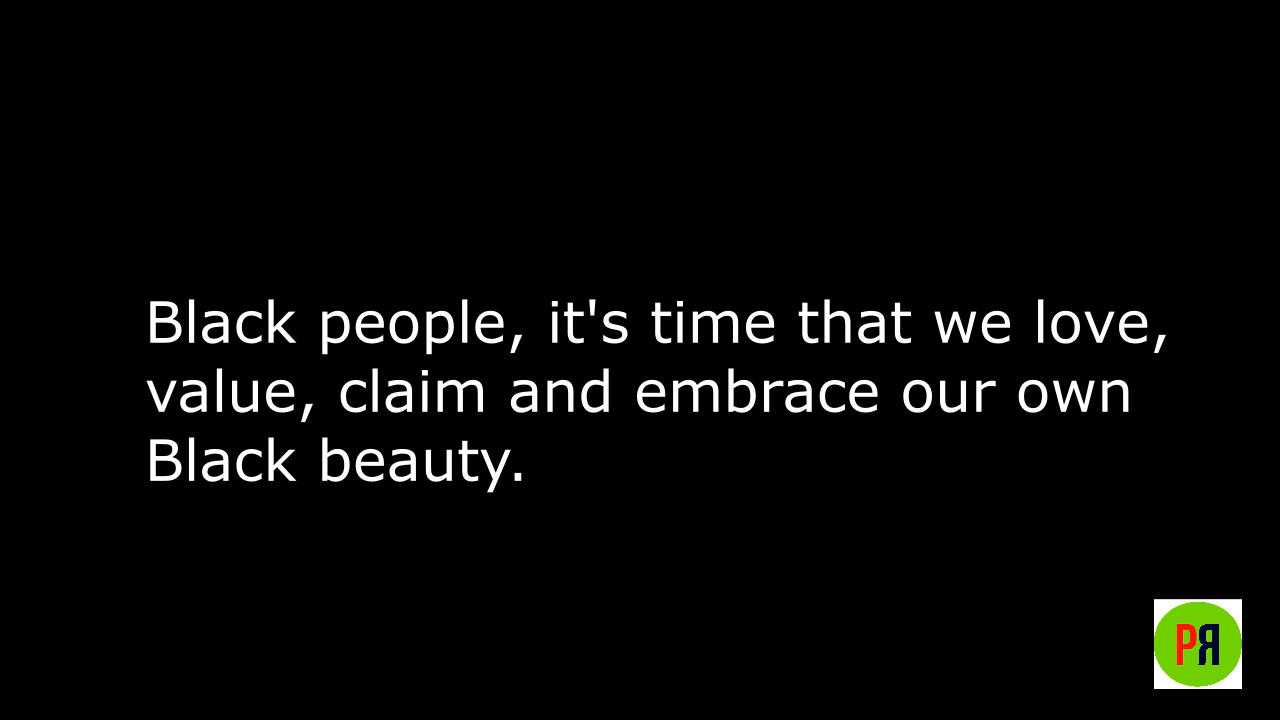 Black people, it's time that we love,
value, claim and embrace our own
Black beauty.
PЯ